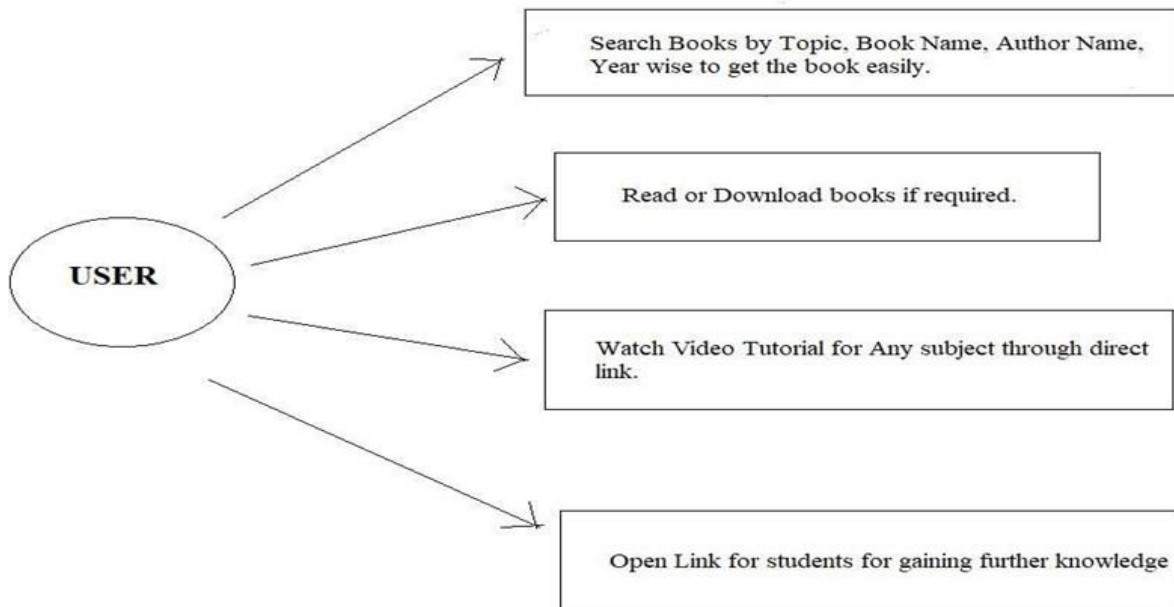 Search Books by Topic, Book Name, Author Name,
Year wise to get the book easily.
Read or Download books if required.
USER
Watch Video Tutorial for Any subject through direct
link.
Open Link for students for gaining further knowledge